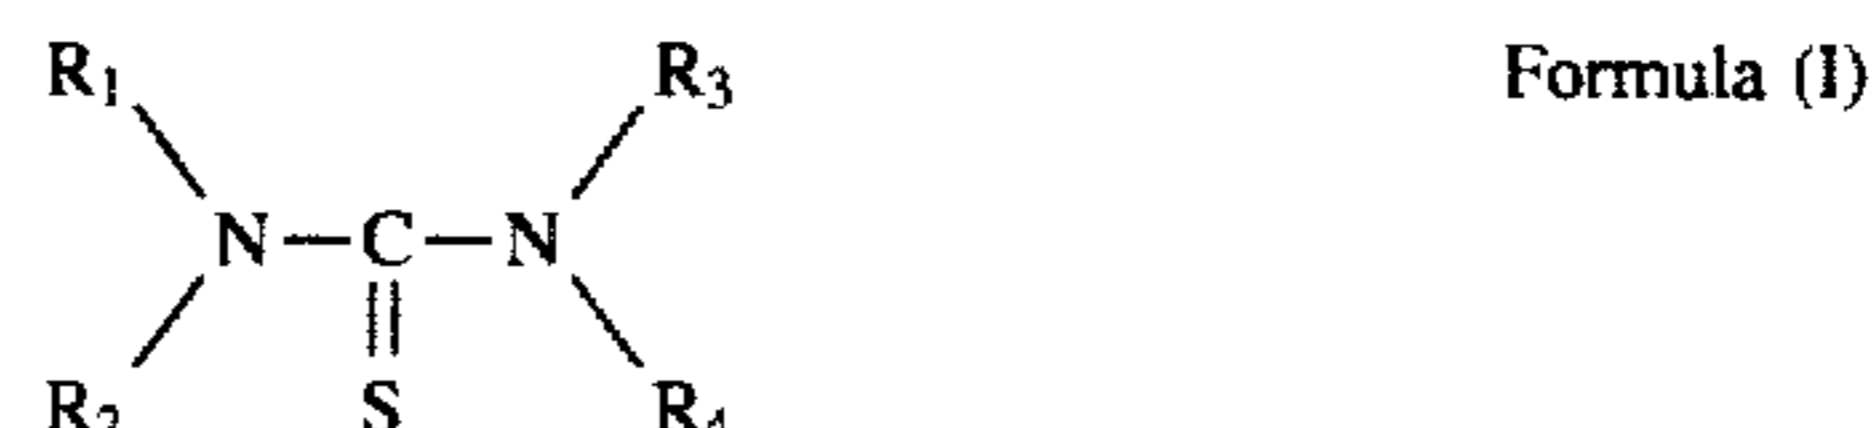 R₁ R₃ Formula (I)
N—C—N
R₂ S R₄